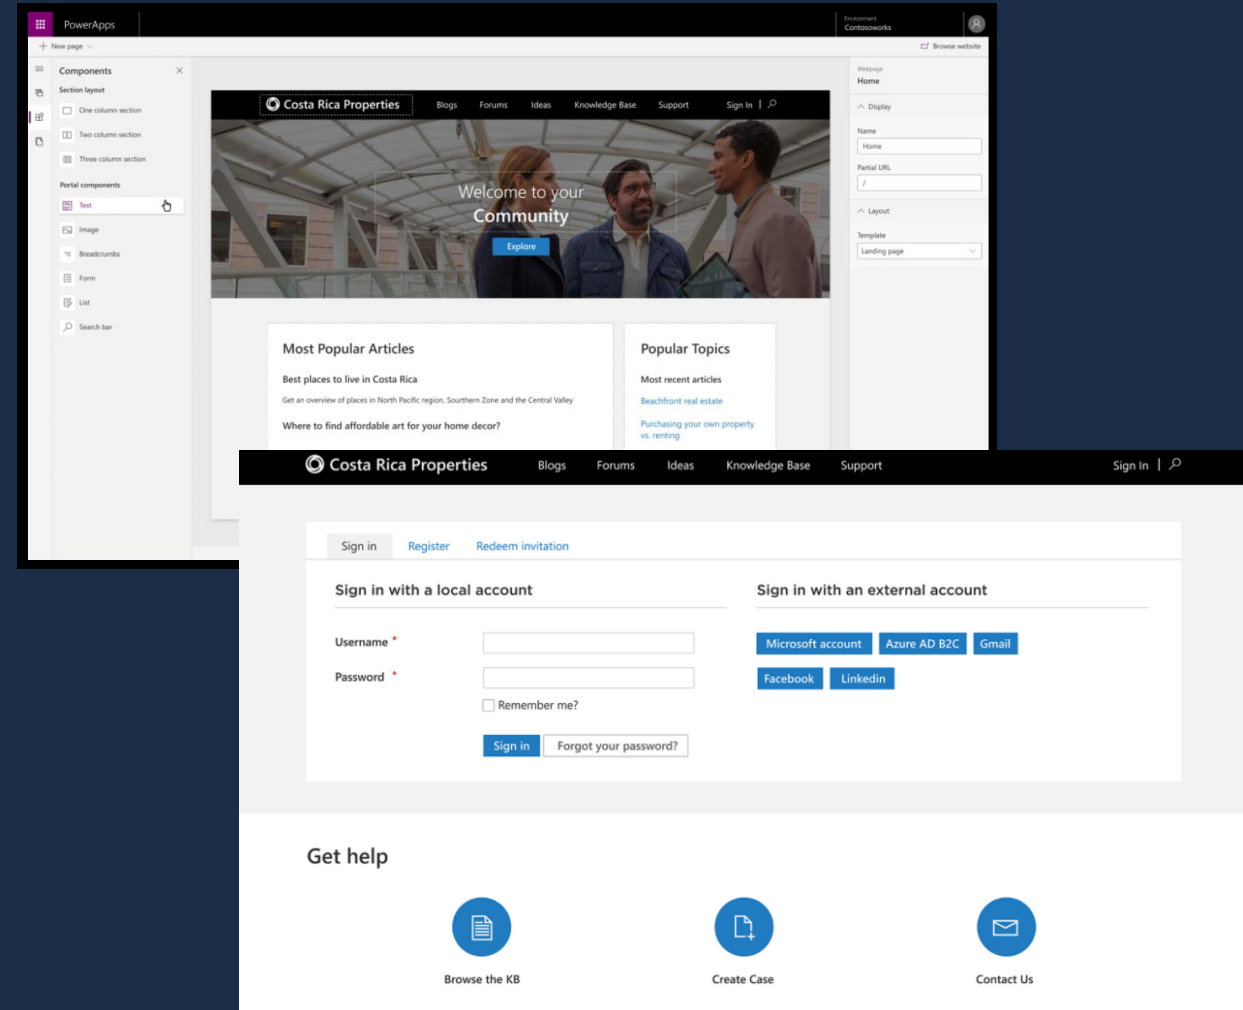 PowerApps
Environment
Contosoworks
New page
Browse website
Components
Section layout
One column section
Two column section
Three column section
Portal components
Text
Image
Breadcrumbs
Form
List
Search bar
Costa Rica Properties
Blogs
Forums
Ideas
Knowledge Base
Support
Sign In |
Welcome to your
Community
Explore
Most Popular Articles
Best places to live in Costa Rica
Get an overview of places in North Pacific region, Sourthern Zone and the Central Valley
Where to find affordable art for your home decor?
Popular Topics
Most recent articles
Beachfront real estate
Purchasing your own property
vs. renting
Webpage
Home
Display
Name
Home
Partial URL
/
Layout
Template
Landing page
Costa Rica Properties
Blogs
Forums
Ideas
Knowledge Base
Support
Sign In |
Sign in
Register
Redeem invitation
Sign in with a local account
Username *
Password *
Remember me?
Sign in
Forgot your password?
Sign in with an external account
Microsoft account
Azure AD B2C
Gmail
Facebook
Linkedin
Get help
Browse the KB
Create Case
Contact Us